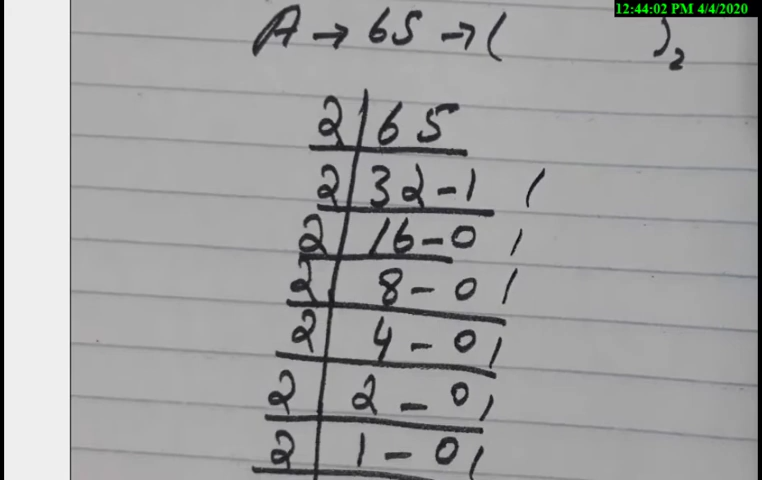 12:44:02 PM 4/4/2020
A → 65 → ( )₂
2 | 65
2 | 32 - 1
2 | 16 - 0
2 | 8 - 0
2 | 4 - 0
2 | 2 - 0
2 | 1 - 0